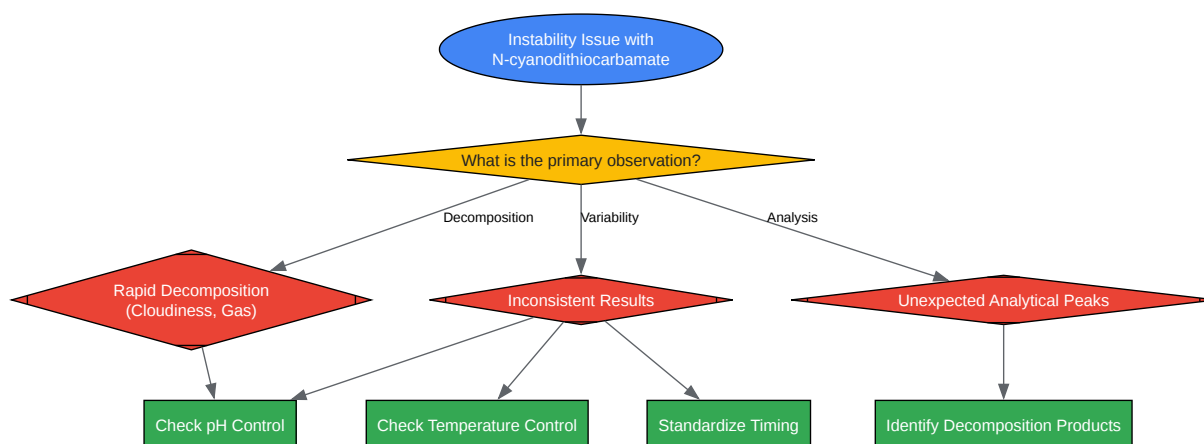 Instability Issue with
N-cyanodithiocarbamate
What is the primary observation?
Decomposition
Variability
Analysis
Rapid Decomposition
(Cloudiness, Gas)
Inconsistent Results
Unexpected Analytical Peaks
Check pH Control
Check Temperature Control
Standardize Timing
Identify Decomposition Products